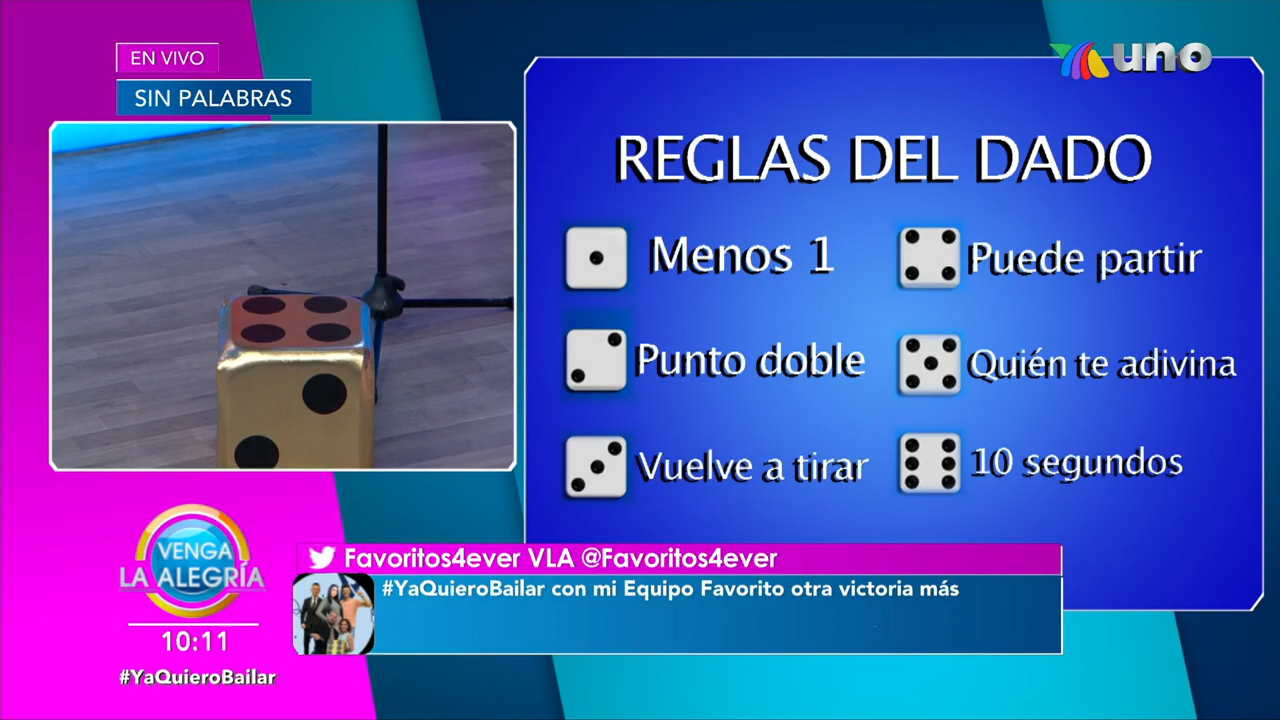 EN VIVO
SIN PALABRAS
uno
REGLAS DEL DADO
Menos 1
Puede partir
Punto doble
Quién te adivina
Vuelve a tirar
10 segundos
VENGA
LA ALEGRÍA
10:11
#YaQuieroBailar
Favoritos4ever VLA @Favoritos4ever
#YaQuieroBailar con mi Equipo Favorito otra victoria más